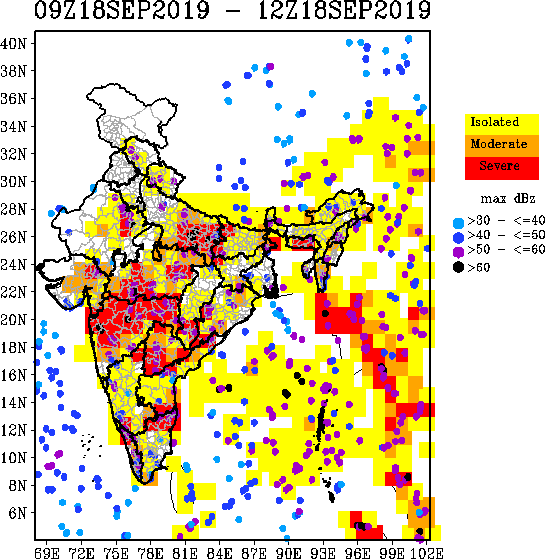 09Z18SEP2019 – 12Z18SEP2019
40N
38N
36N
34N
32N
30N
28N
26N
24N
22N
20N
18N
16N
14N
12N
10N
8N
6N
69E 72E 75E 78E 81E 84E 87E 90E 93E 96E 99E 102E
Isolated
Moderate
Severe
max dBz
>30 – <=40
>40 – <=50
>50 – <=60
>60